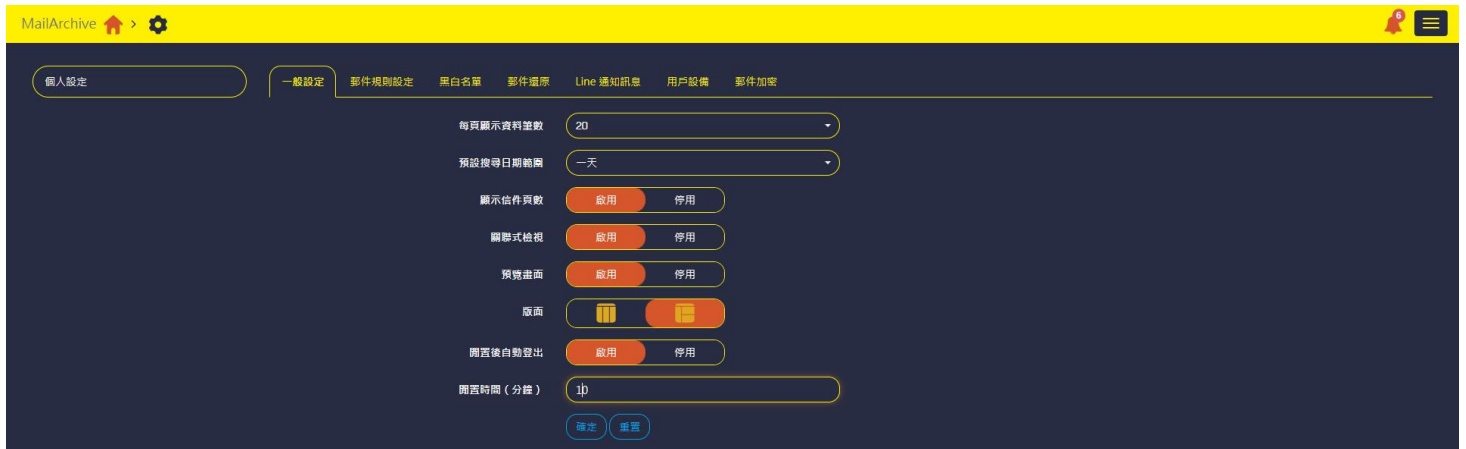 MailArchive >
6
個人設定
一般設定 郵件規則設定 黑白名單 郵件還原 Line 通知訊息 用戶設備 郵件加密
每頁顯示資料筆數 20
預設搜尋日期範圍 一天
顯示信件頁數 啟用 停用
關聯式檢視 啟用 停用
預覽畫面 啟用 停用
版面
閒置後自動登出 啟用 停用
閒置時間(分鐘) 10
確定 重置